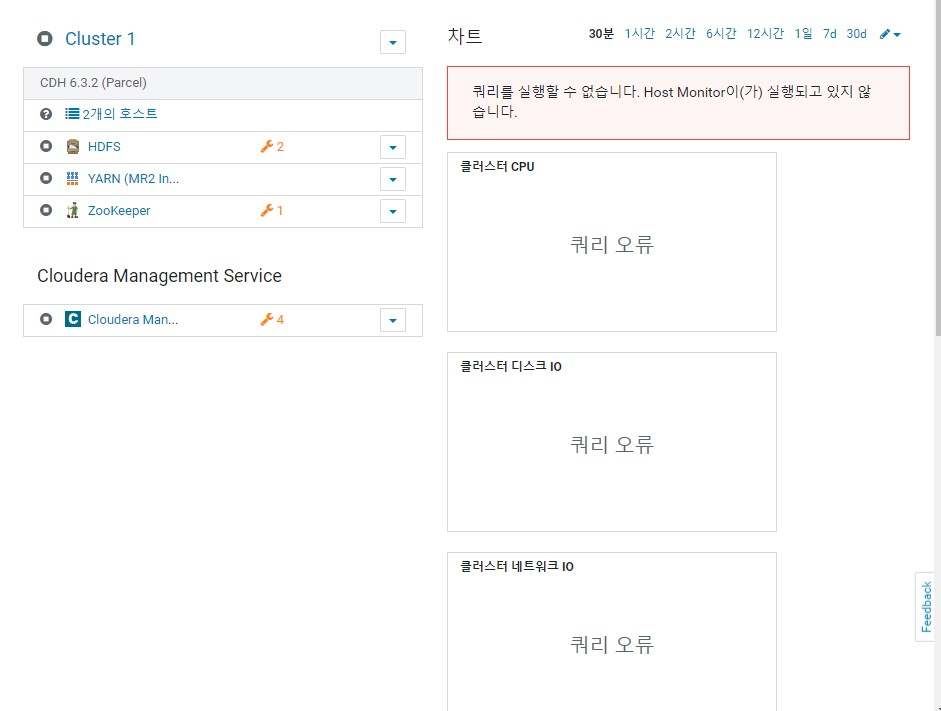 Cluster 1
CDH 6.3.2 (Parcel)
2개의 호스트
HDFS 2
YARN (MR2 In...
ZooKeeper 1
Cloudera Management Service
C Cloudera Man... 4
차트 30분 1시간 2시간 6시간 12시간 1일 7d 30d
쿼리를 실행할 수 없습니다. Host Monitor이(가) 실행되고 있지 않
습니다.
클러스터 CPU
쿼리 오류
클러스터 디스크 IO
쿼리 오류
클러스터 네트워크 IO
쿼리 오류
Feedback